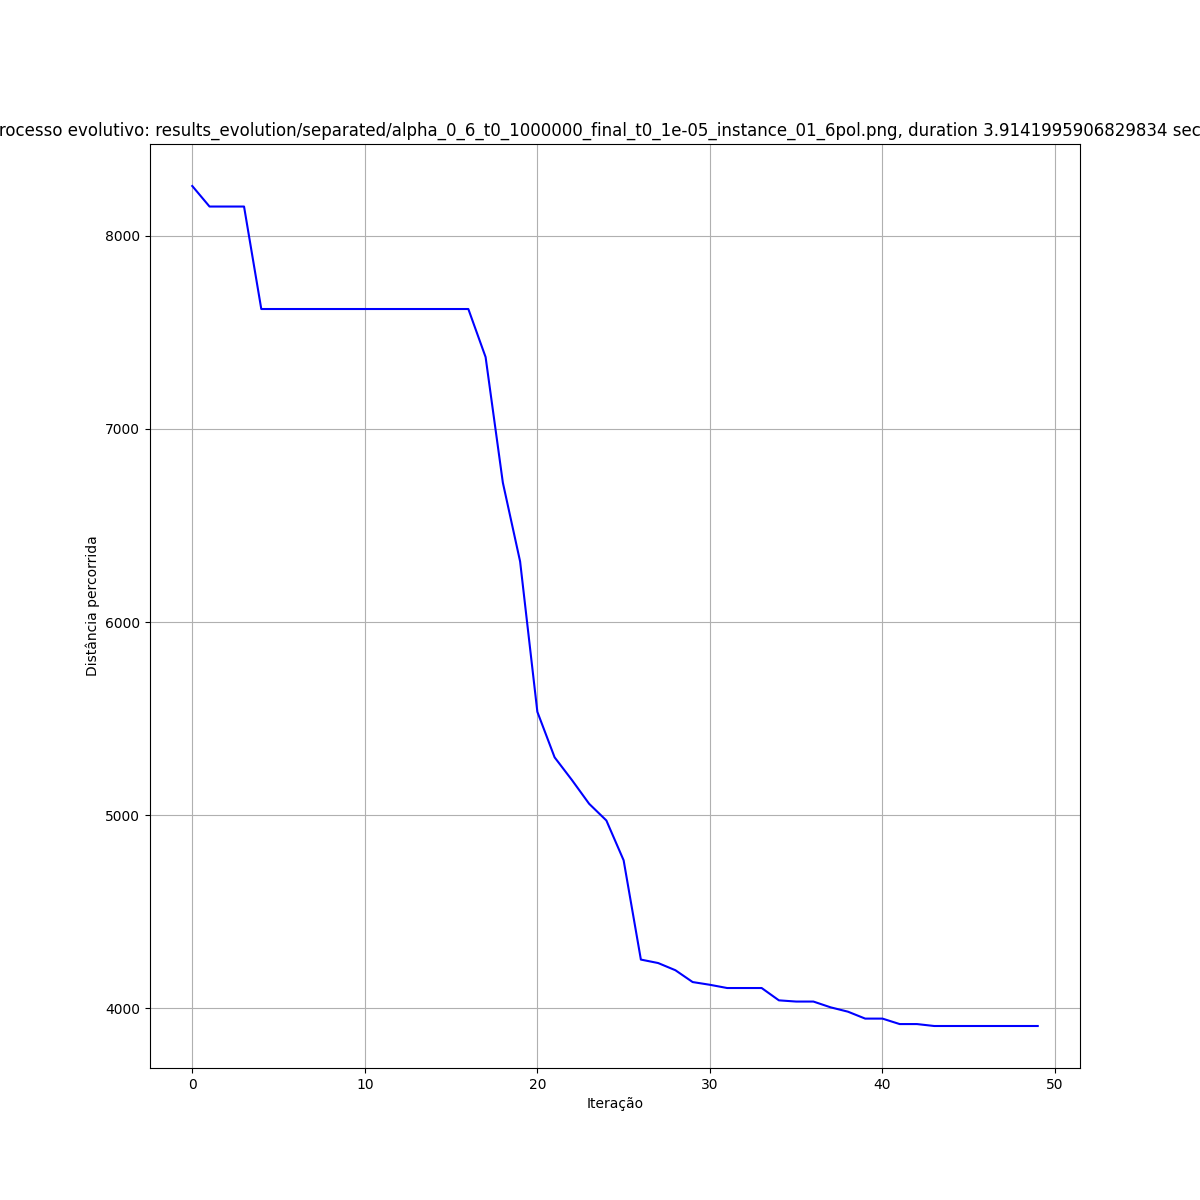 rocesso evolutivo: results_evolution/separated/alpha_0_6_t0_1000000_final_t0_1e-05_instance_01_6pol.png, duration 3.9141995906829834 sec
8000
7000
6000
5000
4000
Distância percorrida
0 10 20 30 40 50
Iteração